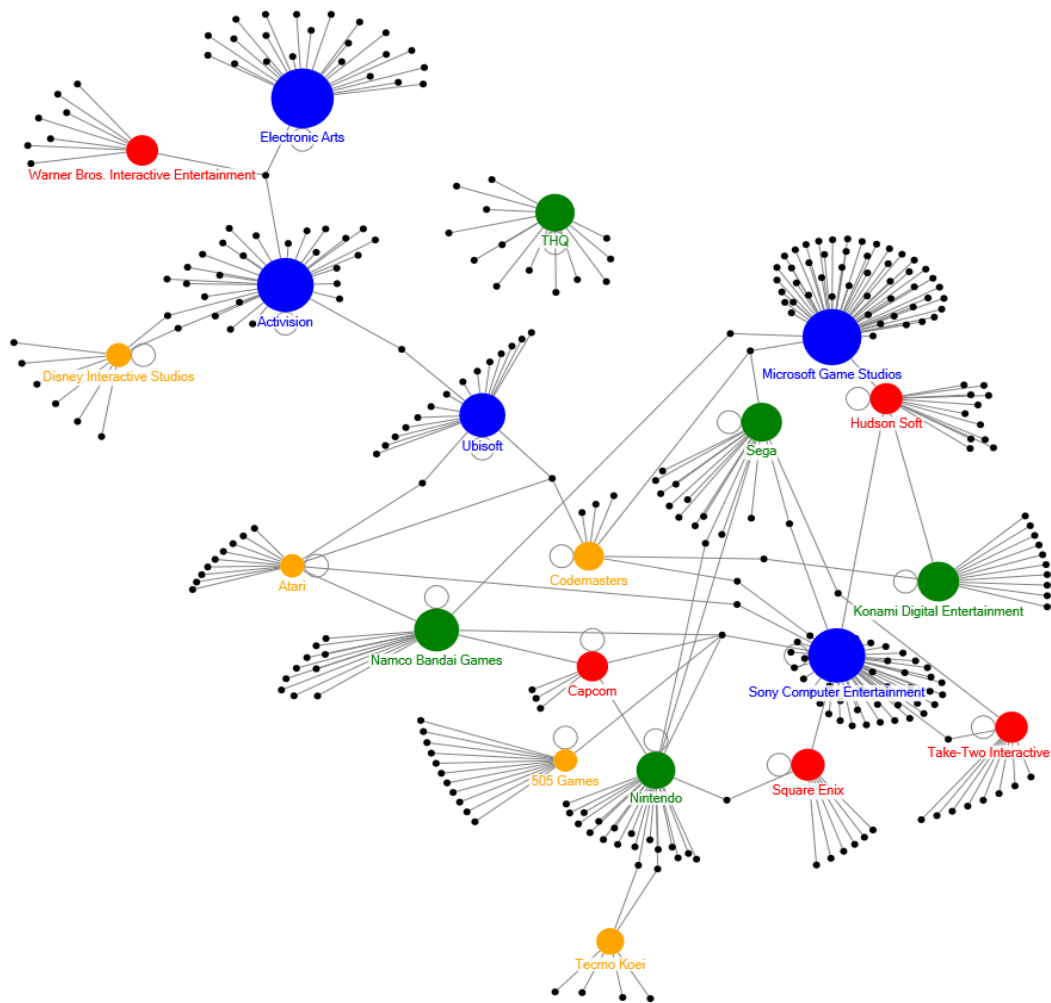 Electronic Arts
Warner Bros. Interactive Entertainment
THQ
Activision
Disney Interactive Studios
Microsoft Game Studios
Hudson Soft
Ubisoft
Sega
Codemasters
Atari
Konami Digital Entertainment
Namco Bandai Games
Capcom
Sony Computer Entertainment
Take-Two Interactive
505 Games
Square Enix
Nintendo
Tecmo Koei